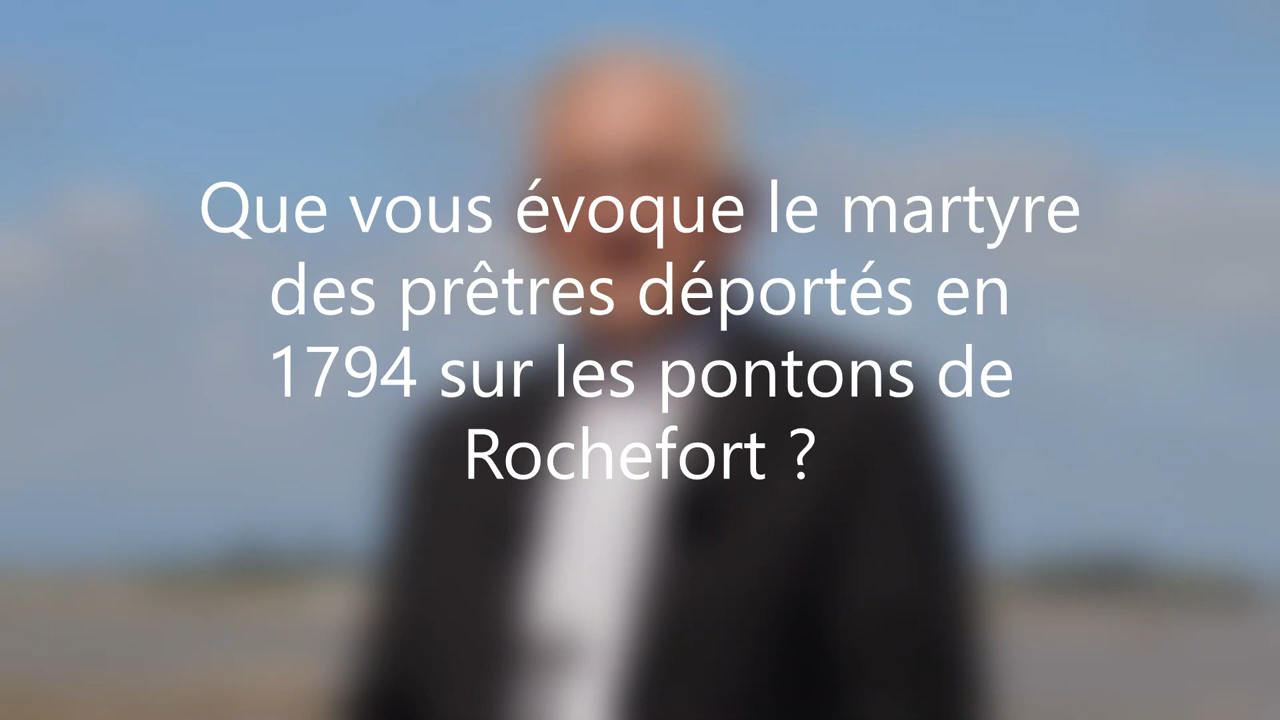 Que vous évoque le martyre
des prêtres déportés en
1794 sur les pontons de
Rochefort ?